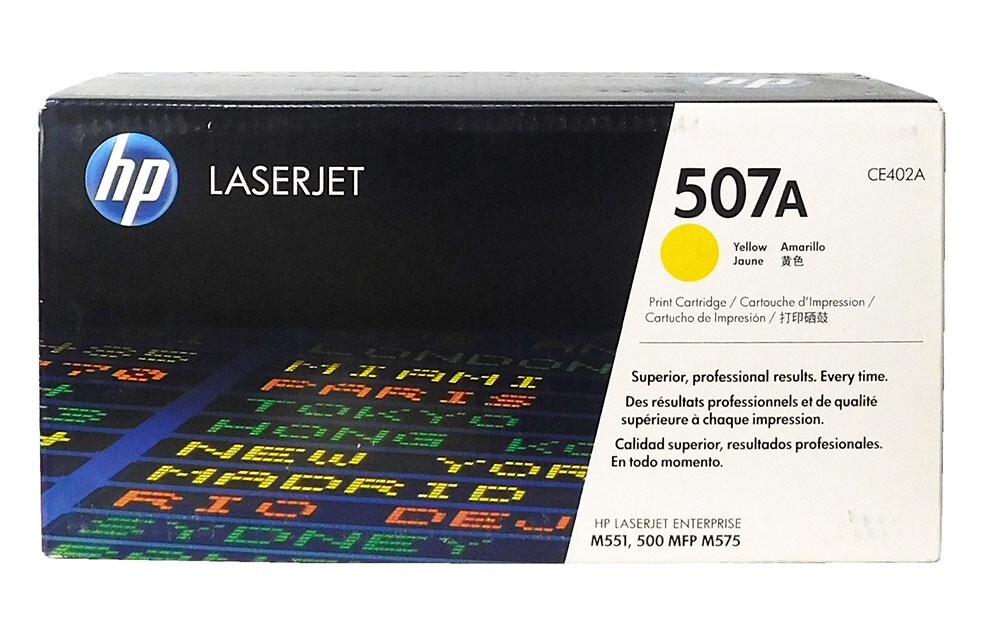 hp
hp
LASERJET
507A
CE402A
Yellow Amarillo
Jaune 黄色
Print Cartridge / Cartouche d'Impression /
Cartucho de Impresión / 打印硒鼓
Superior, professional results. Every time.
Des résultats professionnels et de qualité
supérieure à chaque impression.
Calidad superior, resultados profesionales.
En todo momento.
HP LASERJET ENTERPRISE
M551, 500 MFP M575
LONDON
MIAMI
PARIS
TOKYO
HONG KO
NEW YOR
MADRID
RIO DEJ
SYDNEY